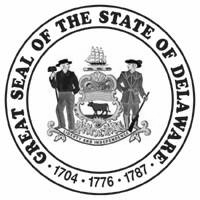 GREAT SEAL OF THE STATE OF DELAWARE
LIBERTY AND INDEPENDENCE
· 1704 · 1776 · 1787 ·